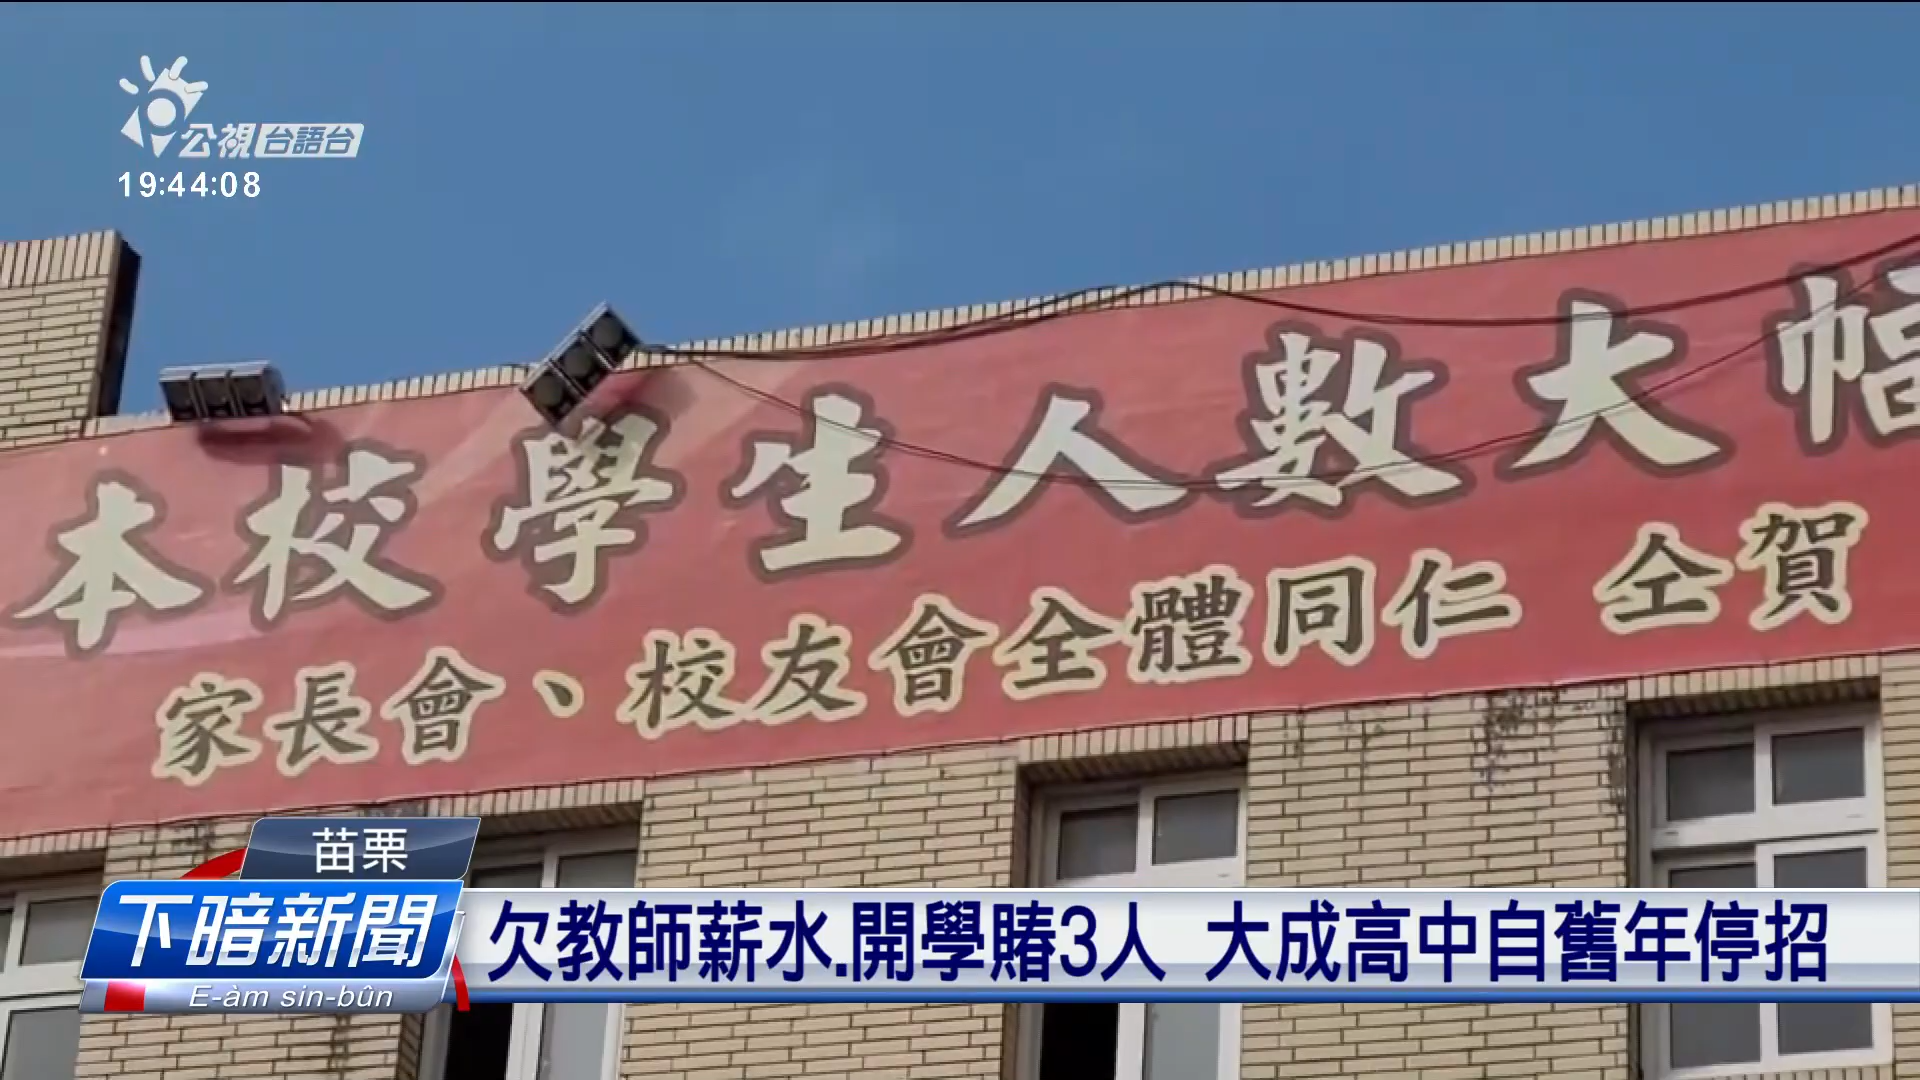 公視台語台
19:44:08
本校學生人數大幅
家長會、校友會全體同仁 仝賀
苗栗
下暗新聞
E-àm sin-bûn
欠教師薪水.開學賰3人 大成高中自舊年停招